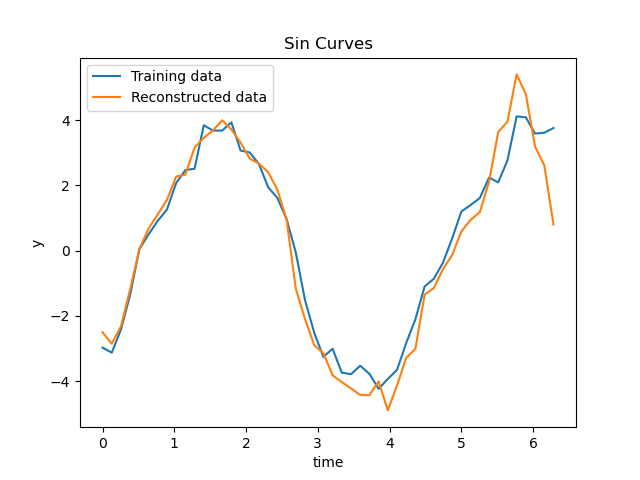 Sin Curves
Training data
Reconstructed data
4
2
0
−2
−4
y
0 1 2 3 4 5 6
time